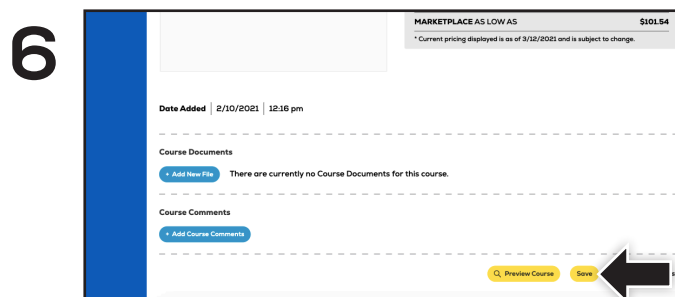 6
MARKETPLACE AS LOW AS $101.54
* Current pricing displayed is as of 3/12/2021 and is subject to change.
Date Added | 2/10/2021 | 12:16 pm
Course Documents
+ Add New File There are currently no Course Documents for this course.
Course Comments
+ Add Course Comments
Preview Course Save